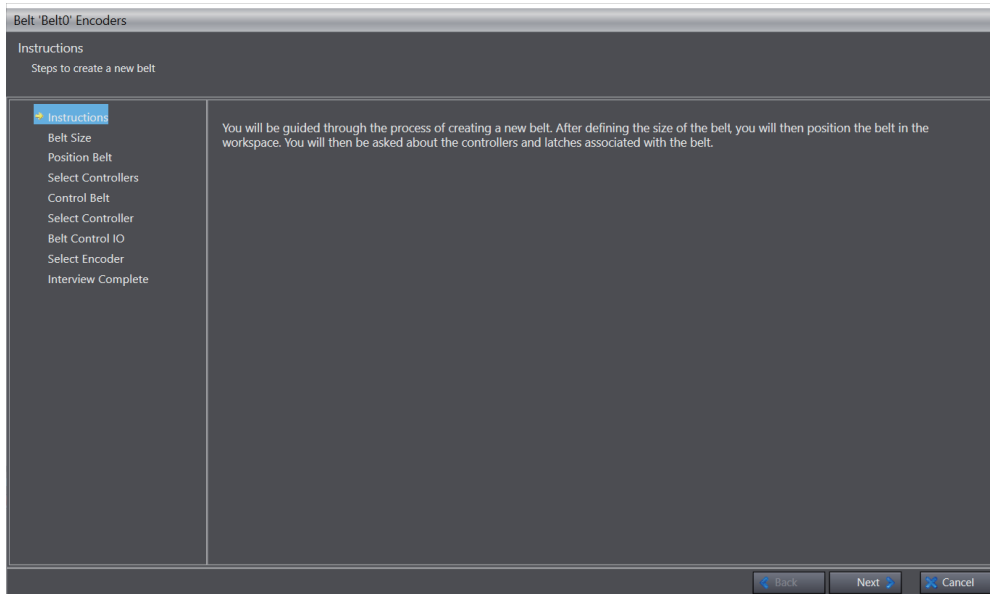 Belt 'Belt0' Encoders
Instructions
Steps to create a new belt
Instructions
Belt Size
Position Belt
Select Controllers
Control Belt
Select Controller
Belt Control IO
Select Encoder
Interview Complete
You will be guided through the process of creating a new belt. After defining the size of the belt, you will then position the belt in the
workspace. You will then be asked about the controllers and latches associated with the belt.
Back
Next
Cancel